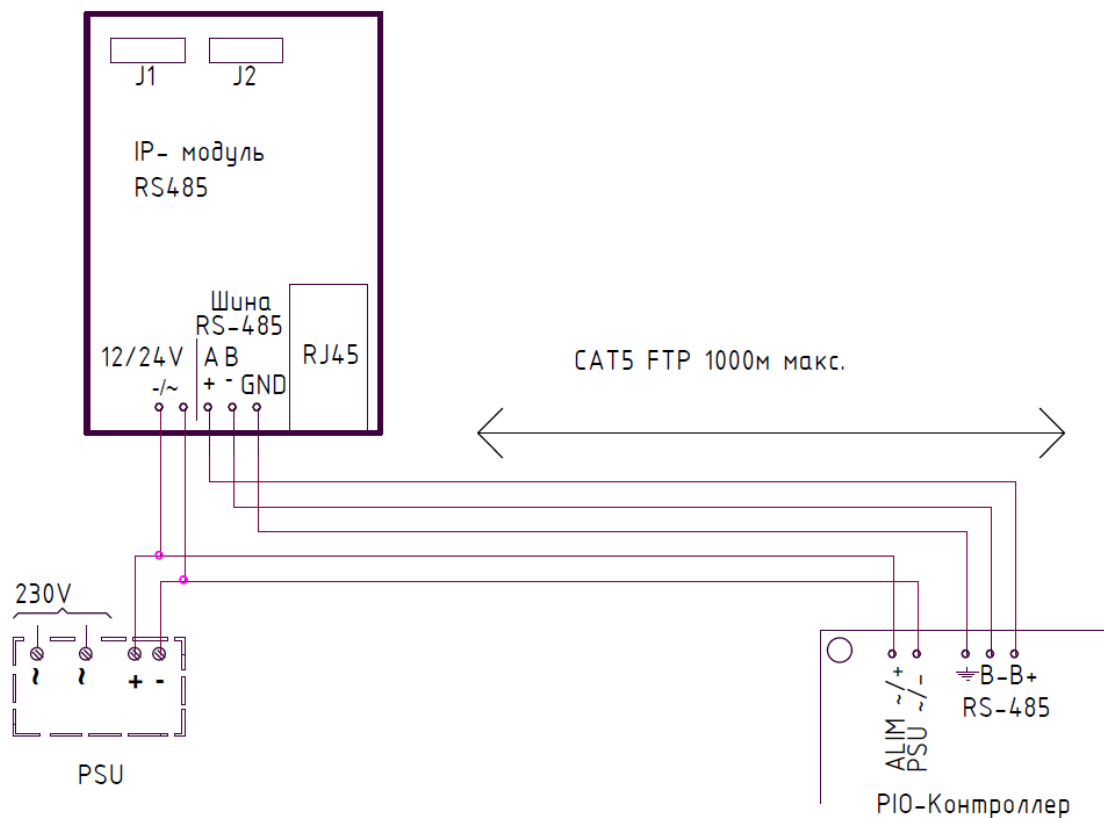 J1 J2
IP- модуль
RS485
Шина
RS-485
12/24V A B RJ45
-/~ + - GND
CAT5 FTP 1000м макс.
230V
~ ~ + -
PSU
ALIM ~/+
PSU ~/-
B-B+
RS-485
PIO-Контроллер